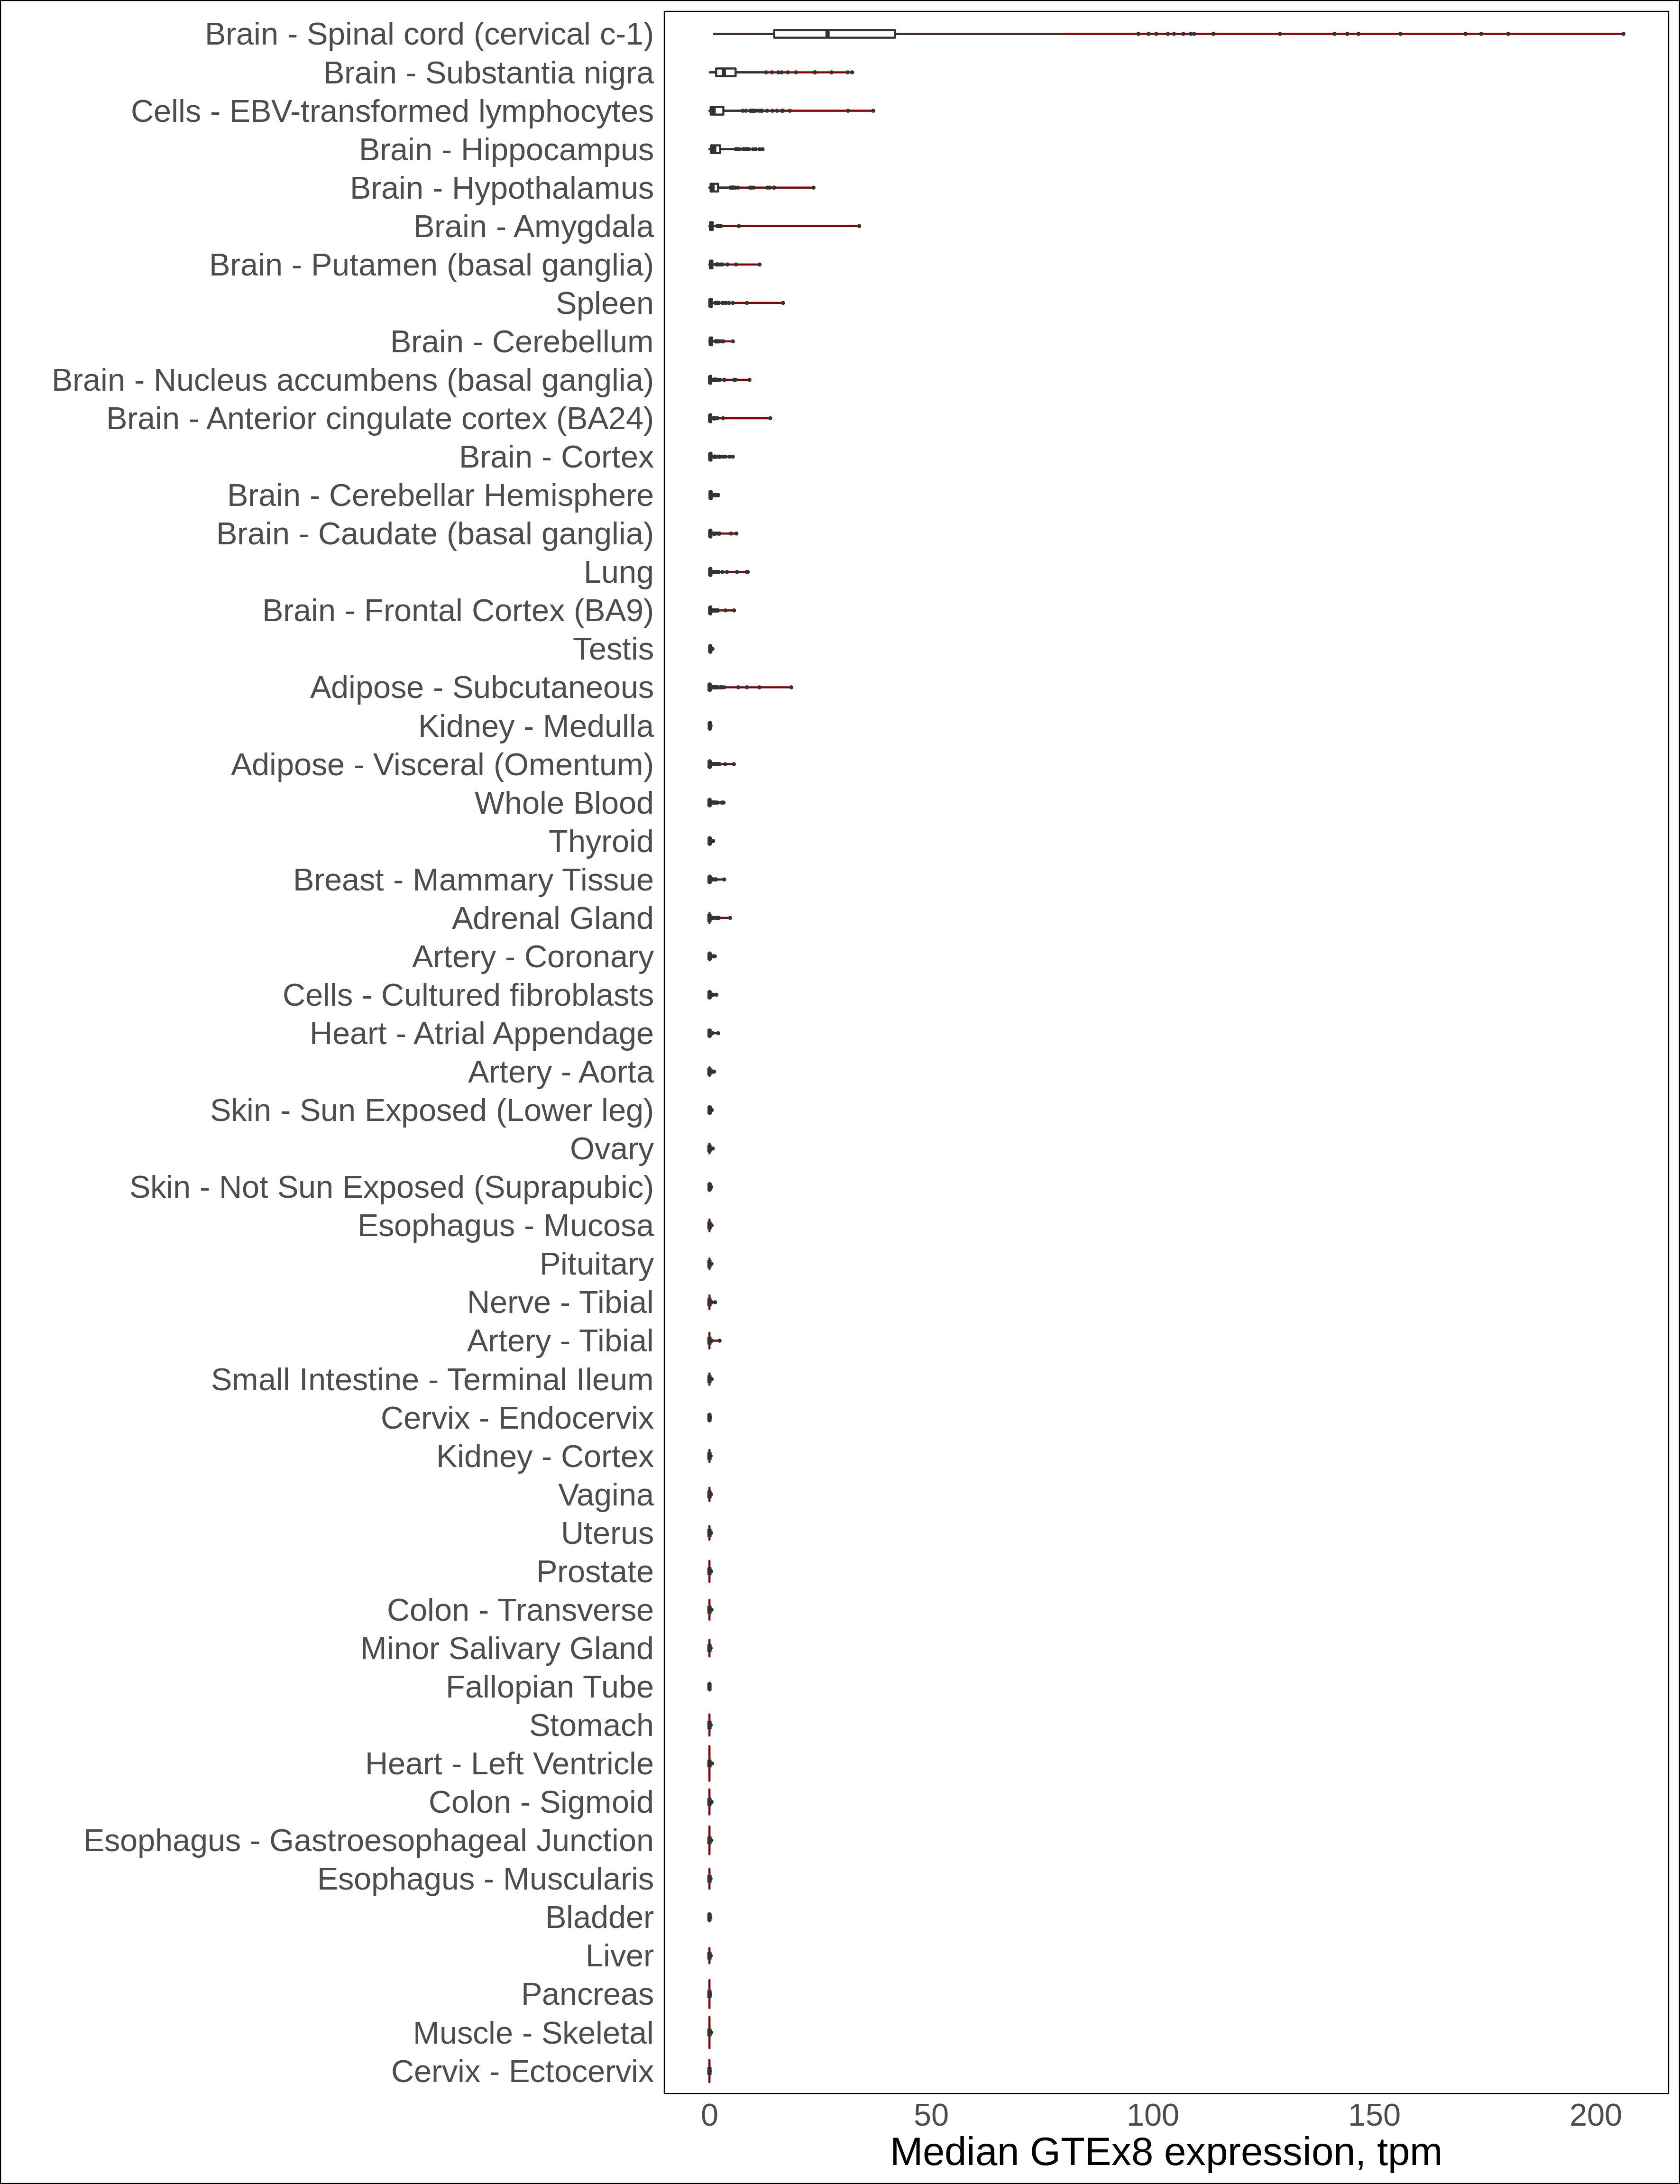 Brain - Spinal cord (cervical c-1)
Brain - Substantia nigra
Cells - EBV-transformed lymphocytes
Brain - Hippocampus
Brain - Hypothalamus
Brain - Amygdala
Brain - Putamen (basal ganglia)
Spleen
Brain - Cerebellum
Brain - Nucleus accumbens (basal ganglia)
Brain - Anterior cingulate cortex (BA24)
Brain - Cortex
Brain - Cerebellar Hemisphere
Brain - Caudate (basal ganglia)
Lung
Brain - Frontal Cortex (BA9)
Testis
Adipose - Subcutaneous
Kidney - Medulla
Adipose - Visceral (Omentum)
Whole Blood
Thyroid
Breast - Mammary Tissue
Adrenal Gland
Artery - Coronary
Cells - Cultured fibroblasts
Heart - Atrial Appendage
Artery - Aorta
Skin - Sun Exposed (Lower leg)
Ovary
Skin - Not Sun Exposed (Suprapubic)
Esophagus - Mucosa
Pituitary
Nerve - Tibial
Artery - Tibial
Small Intestine - Terminal Ileum
Cervix - Endocervix
Kidney - Cortex
Vagina
Uterus
Prostate
Colon - Transverse
Minor Salivary Gland
Fallopian Tube
Stomach
Heart - Left Ventricle
Colon - Sigmoid
Esophagus - Gastroesophageal Junction
Esophagus - Muscularis
Bladder
Liver
Pancreas
Muscle - Skeletal
Cervix - Ectocervix
0 50 100 150 200
Median GTEx8 expression, tpm